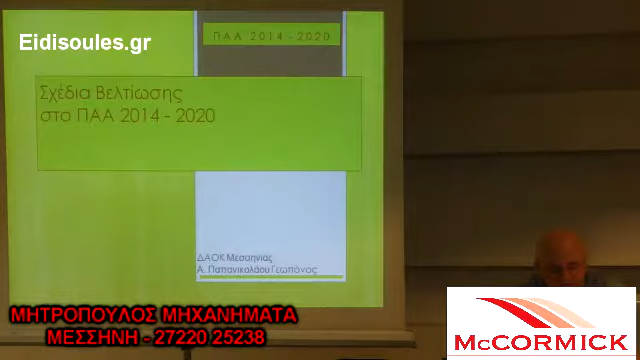 Eidisoules.gr
ΠΑΑ 2014 - 2020
Σχέδια Βελτίωσης
στο ΠΑΑ 2014 - 2020
ΔΑΟΚ Μεσσηνίας
Α. Παπανικολάου Γεωπόνος
ΜΗΤΡΟΠΟΥΛΟΣ ΜΗΧΑΝΗΜΑΤΑ
ΜΕΣΣΗΝΗ - 27220 25238
McCORMICK